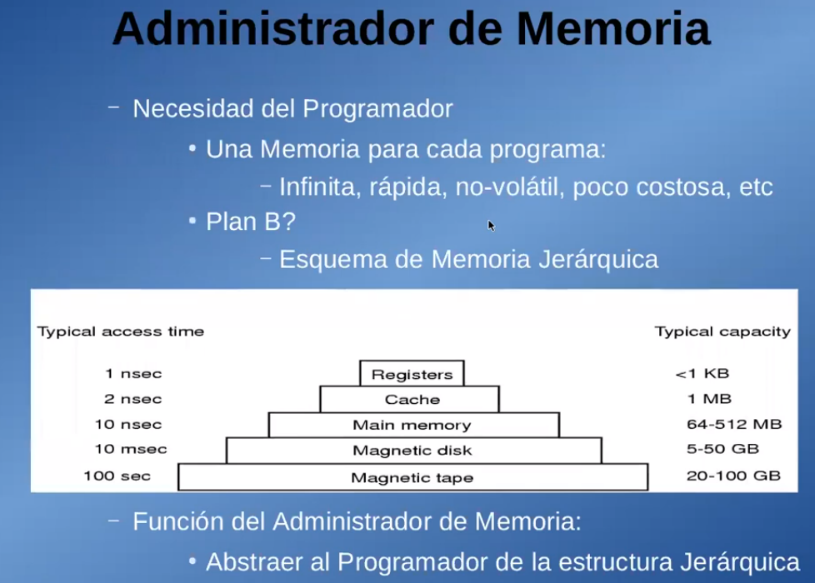 Administrador de Memoria
– Necesidad del Programador
• Una Memoria para cada programa:
– Infinita, rápida, no-volátil, poco costosa, etc
• Plan B?
– Esquema de Memoria Jerárquica
Typical access time Typical capacity
1 nsec Registers <1 KB
2 nsec Cache 1 MB
10 nsec Main memory 64-512 MB
10 msec Magnetic disk 5-50 GB
100 sec Magnetic tape 20-100 GB
– Función del Administrador de Memoria:
• Abstraer al Programador de la estructura Jerárquica